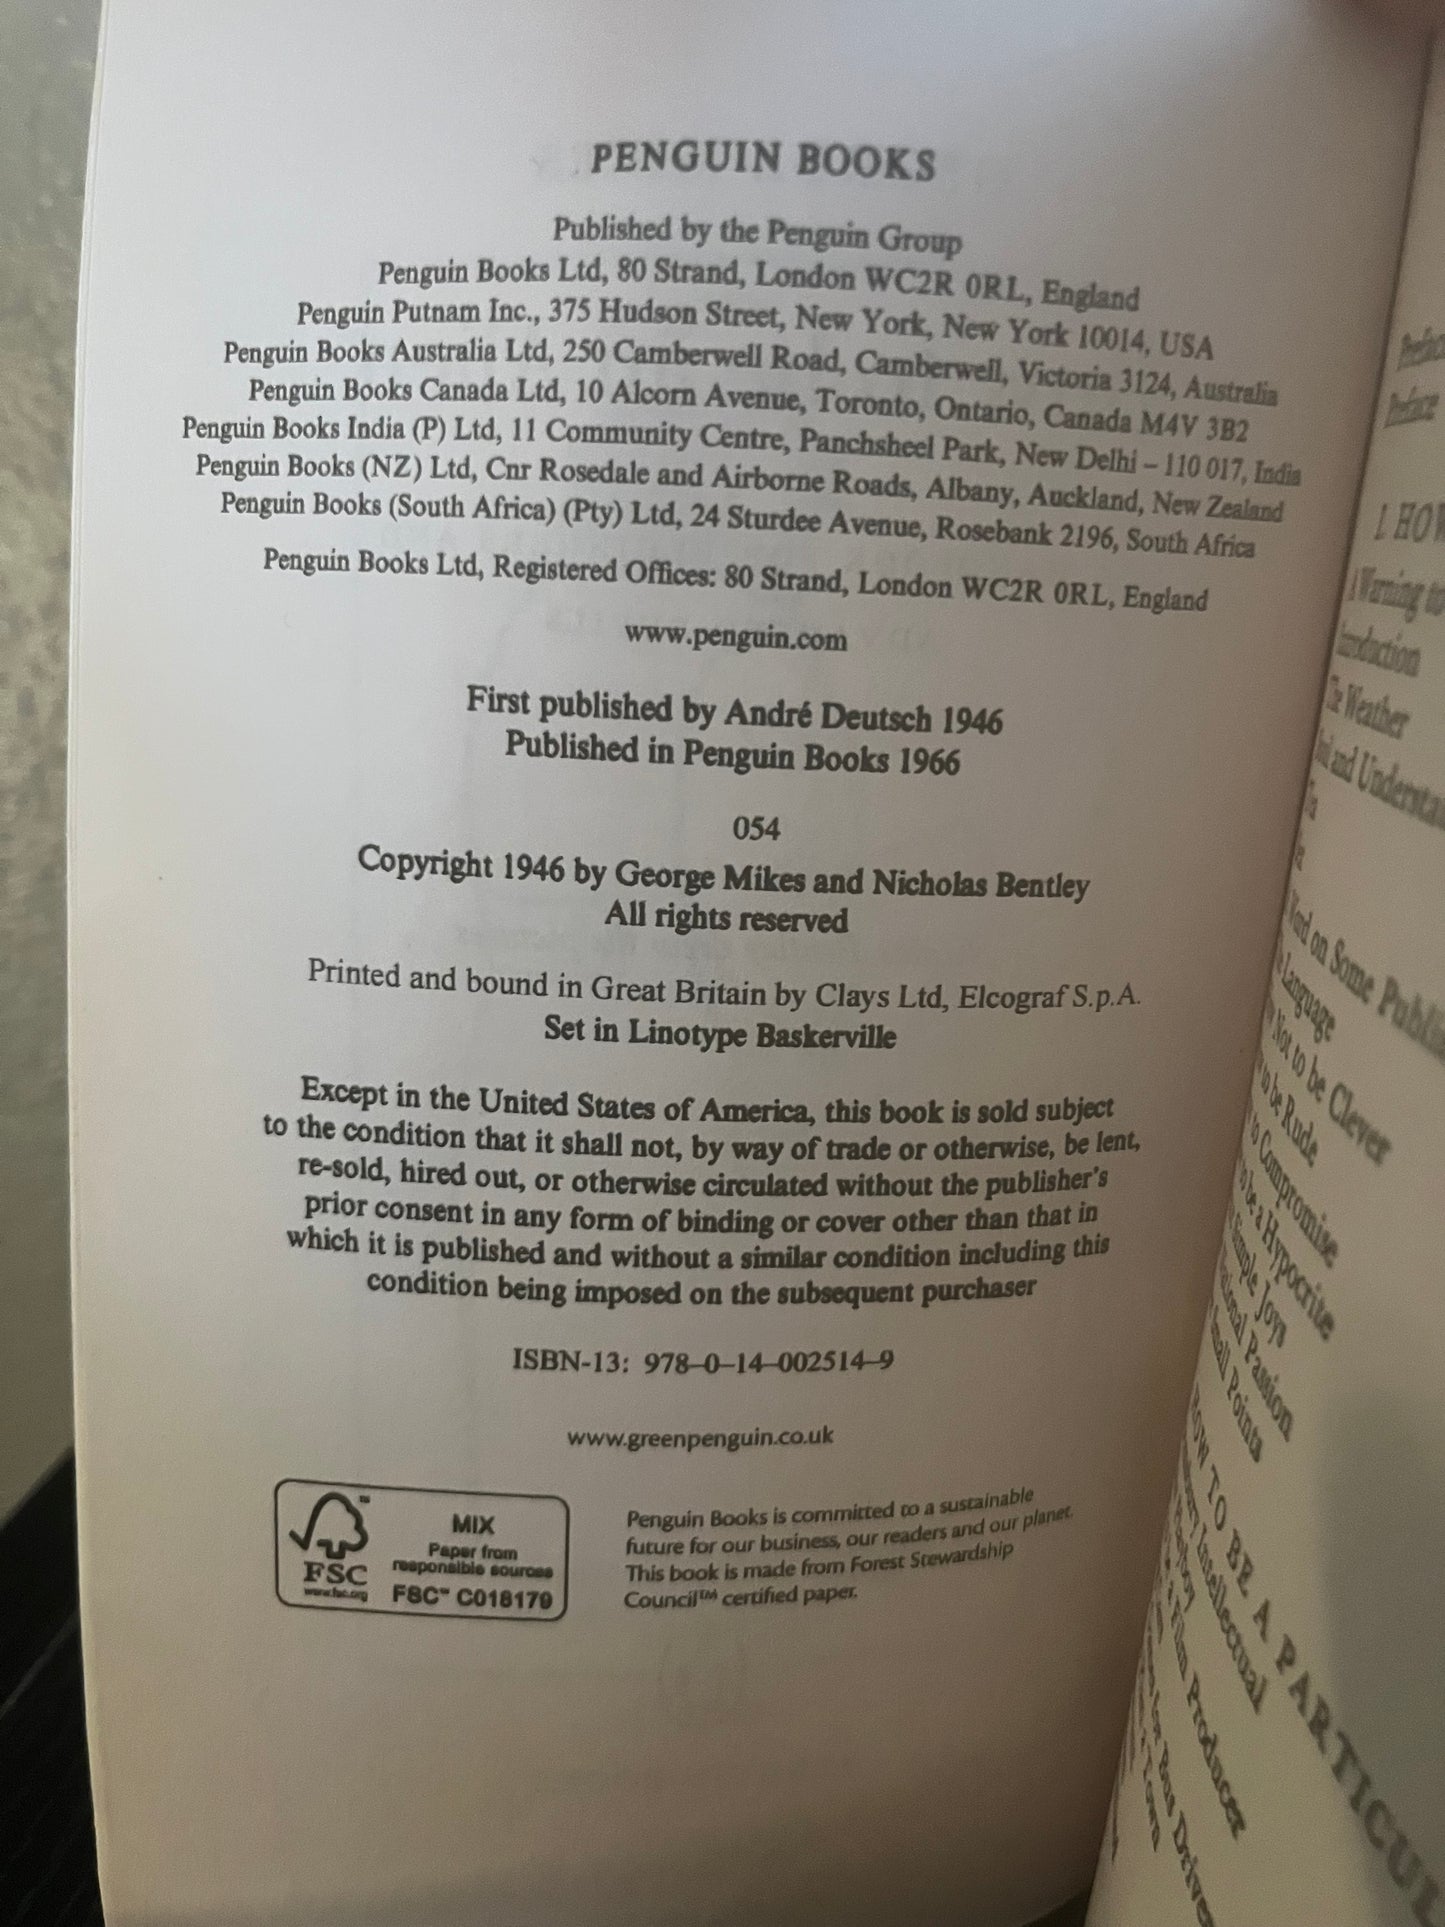 PENGUIN BOOKS
Published by the Penguin Group
Penguin Books Ltd, 80 Strand, London WC2R 0RL, England
Penguin Putnam Inc., 375 Hudson Street, New York, New York 10014, USA
Penguin Books Australia Ltd, 250 Camberwell Road, Camberwell, Victoria 3124, Australia
Penguin Books Canada Ltd, 10 Alcorn Avenue, Toronto, Ontario, Canada M4V 3B2
Penguin Books India (P) Ltd, 11 Community Centre, Panchsheel Park, New Delhi – 110 017, India
Penguin Books (NZ) Ltd, Cnr Rosedale and Airborne Roads, Albany, Auckland, New Zealand
Penguin Books (South Africa) (Pty) Ltd, 24 Sturdee Avenue, Rosebank 2196, South Africa
Penguin Books Ltd, Registered Offices: 80 Strand, London WC2R 0RL, England
www.penguin.com
First published by André Deutsch 1946
Published in Penguin Books 1966
054
Copyright 1946 by George Mikes and Nicholas Bentley
All rights reserved
Printed and bound in Great Britain by Clays Ltd, Elcograf S.p.A.
Set in Linotype Baskerville
Except in the United States of America, this book is sold subject
to the condition that it shall not, by way of trade or otherwise, be lent,
re-sold, hired out, or otherwise circulated without the publisher's
prior consent in any form of binding or cover other than that in
which it is published and without a similar condition including this
condition being imposed on the subsequent purchaser
ISBN-13: 978–0–14–002514–9
www.greenpenguin.co.uk
FSC
www.fsc.org
MIX
Paper from
responsible sources
FSC™ C018179
Penguin Books is committed to a sustainable
future for our business, our readers and our planet.
This book is made from Forest Stewardship
Council™ certified paper.
Preface
Warning to
Weather
and
on Some
Language
Not to be Clever
to be Rude
to Compromise
to be a Hypocrite
Simple Joys
Passion
Small Points
TO BE A
Intellectual
Film Producer
for Bus
Town